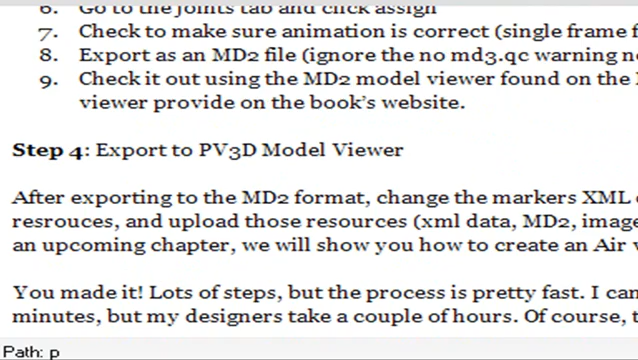 6. Go to the joints tab and click assign
7. Check to make sure animation is correct (single frame f
8. Export as an MD2 file (ignore the no md3.qc warning
9. Check it out using the MD2 model viewer found on the
viewer provide on the book's website.
Step 4: Export to PV3D Model Viewer
After exporting to the MD2 format, change the markers XML
resrouces, and upload those resources (xml data, MD2, image
an upcoming chapter, we will show you how to create an Air
You made it! Lots of steps, but the process is pretty fast. I can
minutes, but my designers take a couple of hours. Of course,
Path: p